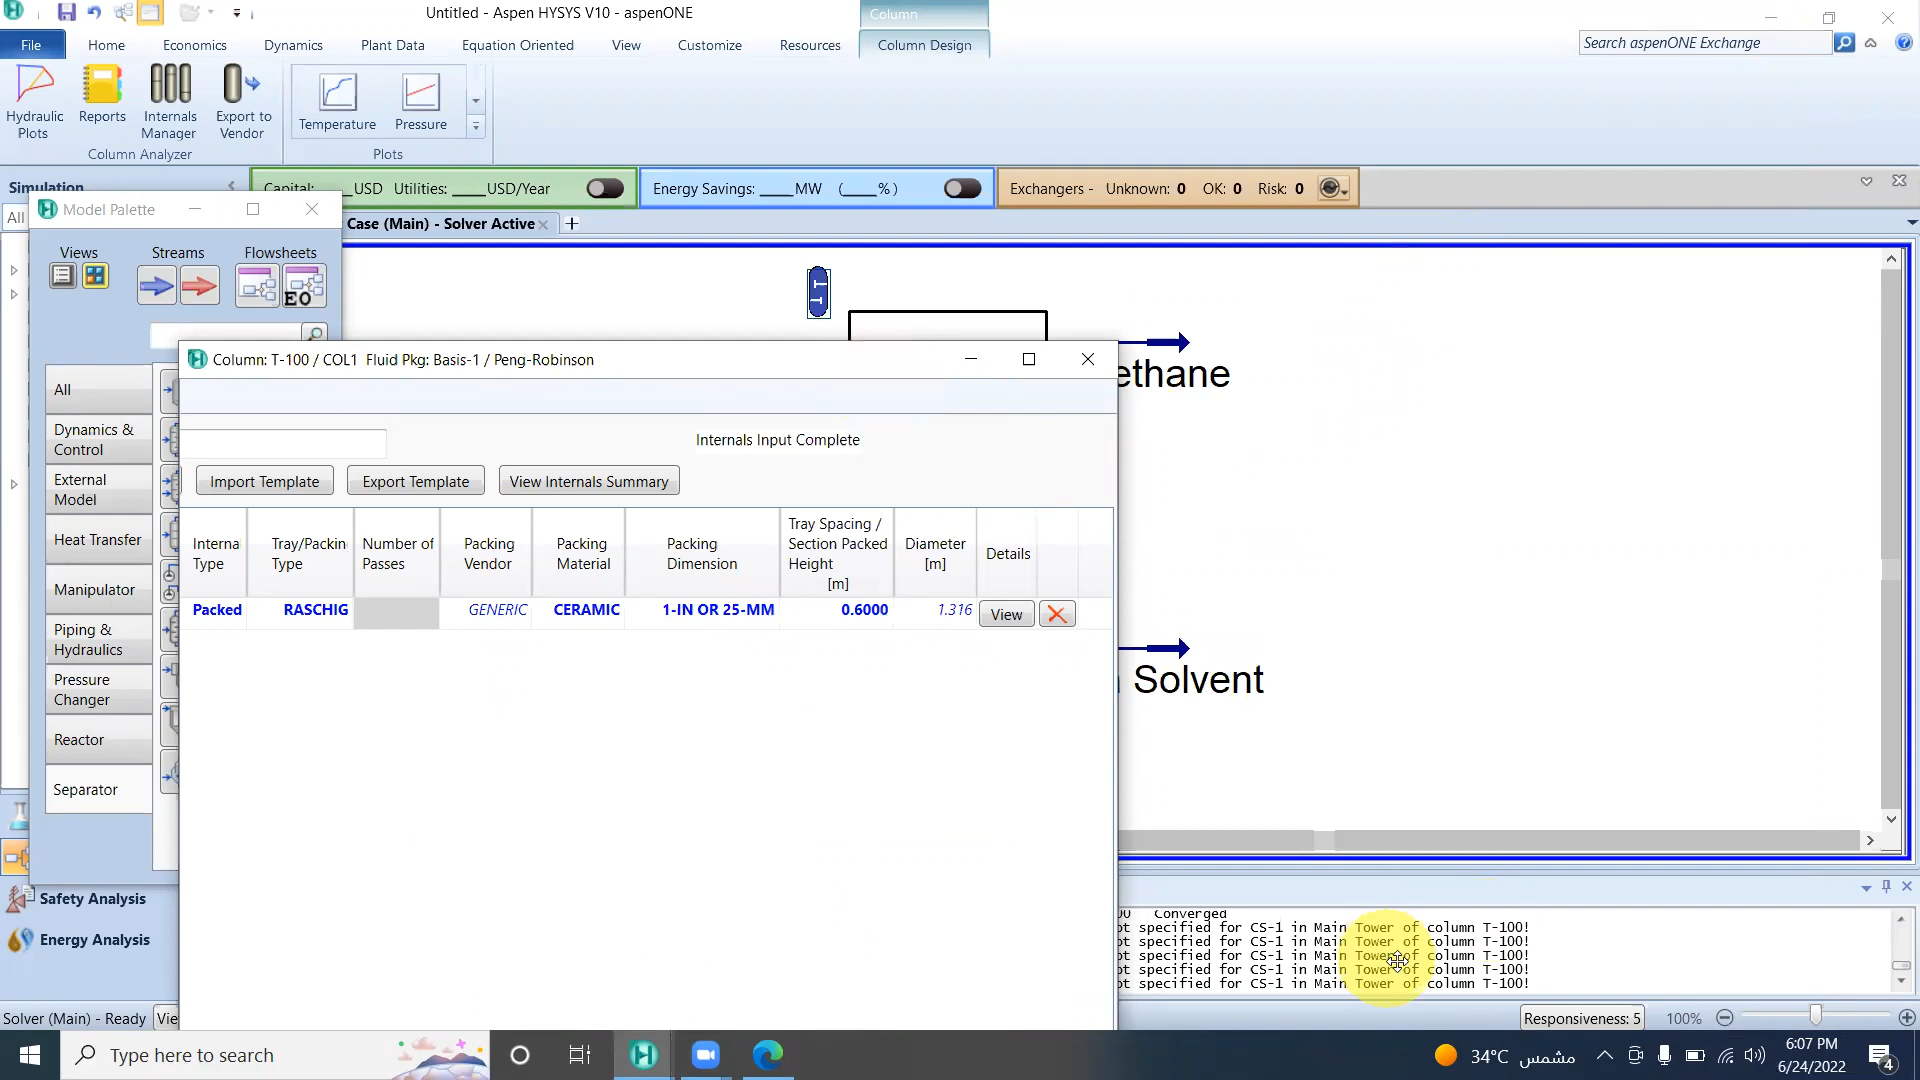 Untitled - Aspen HYSYS V10 - aspenONE
Column
File
Home
Economics
Dynamics
Plant Data
Equation Oriented
View
Customize
Resources
Column Design
Search aspenONE Exchange
Hydraulic
Plots
Reports
Internals
Manager
Export to
Vendor
Temperature
Pressure
Column Analyzer
Plots
Simulation
Capital: ____USD Utilities: ____USD/Year
Energy Savings: ____MW (____%)
Exchangers - Unknown: 0 OK: 0 Risk: 0
All
Model Palette
Case (Main) - Solver Active
Views
Streams
Flowsheets
EO
All
Dynamics &
Control
External
Model
Heat Transfer
Manipulator
Piping &
Hydraulics
Pressure
Changer
Reactor
Separator
Column: T-100 / COL1 Fluid Pkg: Basis-1 / Peng-Robinson
Internals Input Complete
Import Template
Export Template
View Internals Summary
Interna
Type
Tray/Packin
Type
Number of
Passes
Packing
Vendor
Packing
Material
Packing
Dimension
Tray Spacing /
Section Packed
Height
[m]
Diameter
[m]
Details
Packed
RASCHIG
GENERIC
CERAMIC
1-IN OR 25-MM
0.6000
1.316
View
ethane
Solvent
Safety Analysis
Energy Analysis
Converged
ot specified for CS-1 in Main Tower of column T-100!
ot specified for CS-1 in Main Tower of column T-100!
ot specified for CS-1 in Main Tower of column T-100!
ot specified for CS-1 in Main Tower of column T-100!
ot specified for CS-1 in Main Tower of column T-100!
Solver (Main) - Ready
Vie
Responsiveness: 5
100%
Type here to search
34°C مشمس
6:07 PM
6/24/2022
4